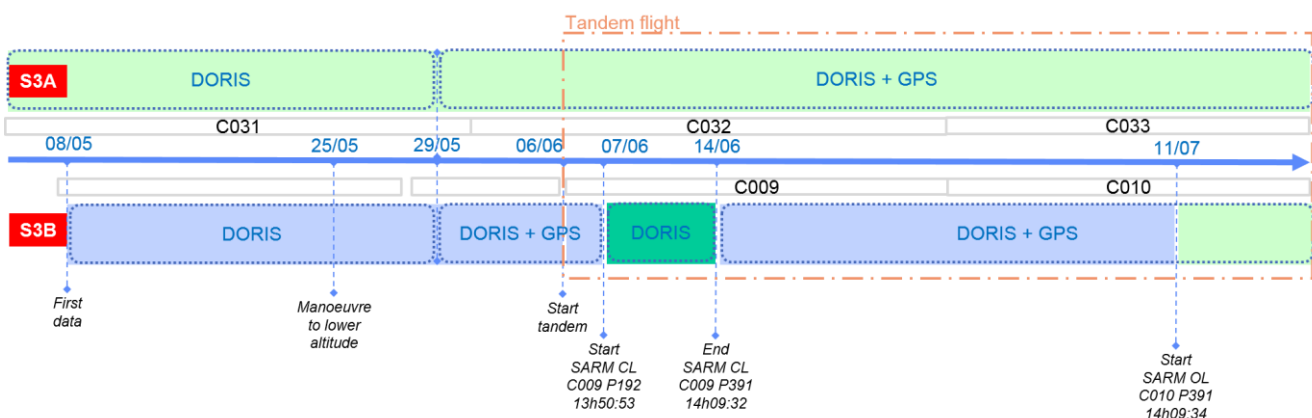 Tandem flight
S3A
DORIS
DORIS + GPS
C031
C032
C033
08/05
25/05
29/05
06/06
07/06
14/06
11/07
C009
C010
S3B
DORIS
DORIS + GPS
DORIS
DORIS + GPS
First
data
Manoeuvre
to lower
altitude
Start
tandem
Start
SARM CL
C009 P192
13h50:53
End
SARM CL
C009 P391
14h09:32
Start
SARM OL
C010 P391
14h09:34